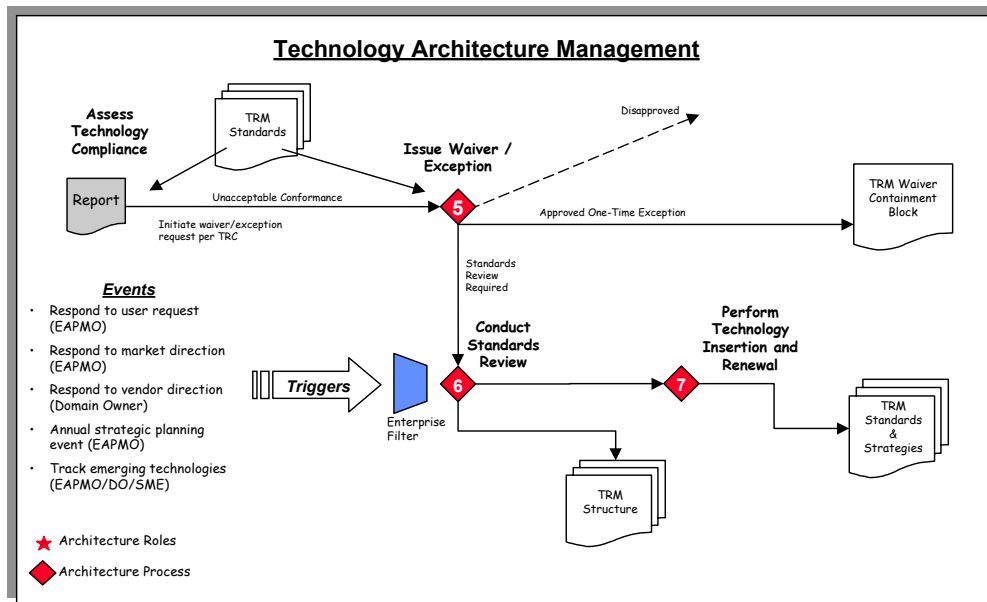 Technology Architecture Management
Assess
Technology
Compliance
TRM
Standards
Disapproved
Issue Waiver /
Exception
Report
Unacceptable Conformance
5
Approved One-Time Exception
TRM Waiver
Containment
Block
Initiate waiver/exception
request per TRC
Standards
Review
Required
Events
· Respond to user request
(EAPMO)
· Respond to market direction
(EAPMO)
· Respond to vendor direction
(Domain Owner)
· Annual strategic planning
event (EAPMO)
· Track emerging technologies
(EAPMO/DO/SME)
Triggers
Enterprise
Filter
Conduct
Standards
Review
6
Perform
Technology
Insertion and
Renewal
7
TRM
Standards
&
Strategies
TRM
Structure
Architecture Roles
Architecture Process